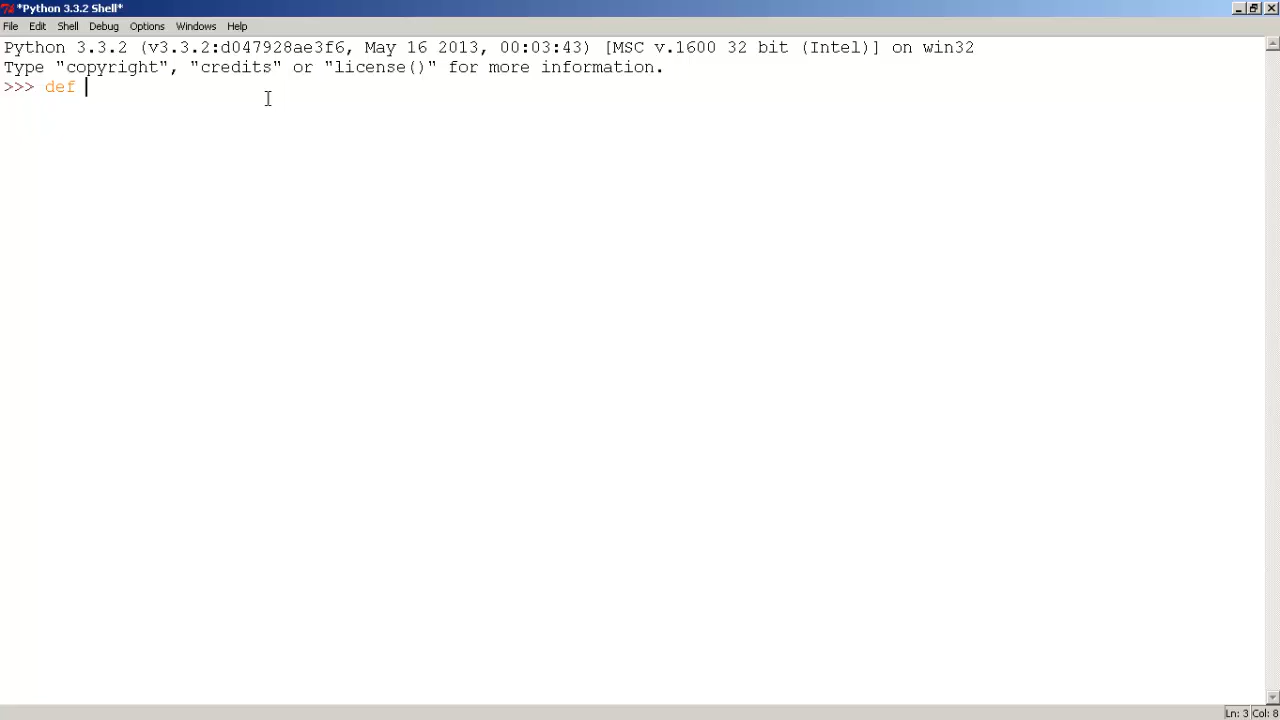 *Python 3.3.2 Shell*
File Edit Shell Debug Options Windows Help
Python 3.3.2 (v3.3.2:d047928ae3f6, May 16 2013, 00:03:43) [MSC v.1600 32 bit (Intel)] on win32
Type "copyright", "credits" or "license()" for more information.
>>> def
Ln: 3 Col: 8